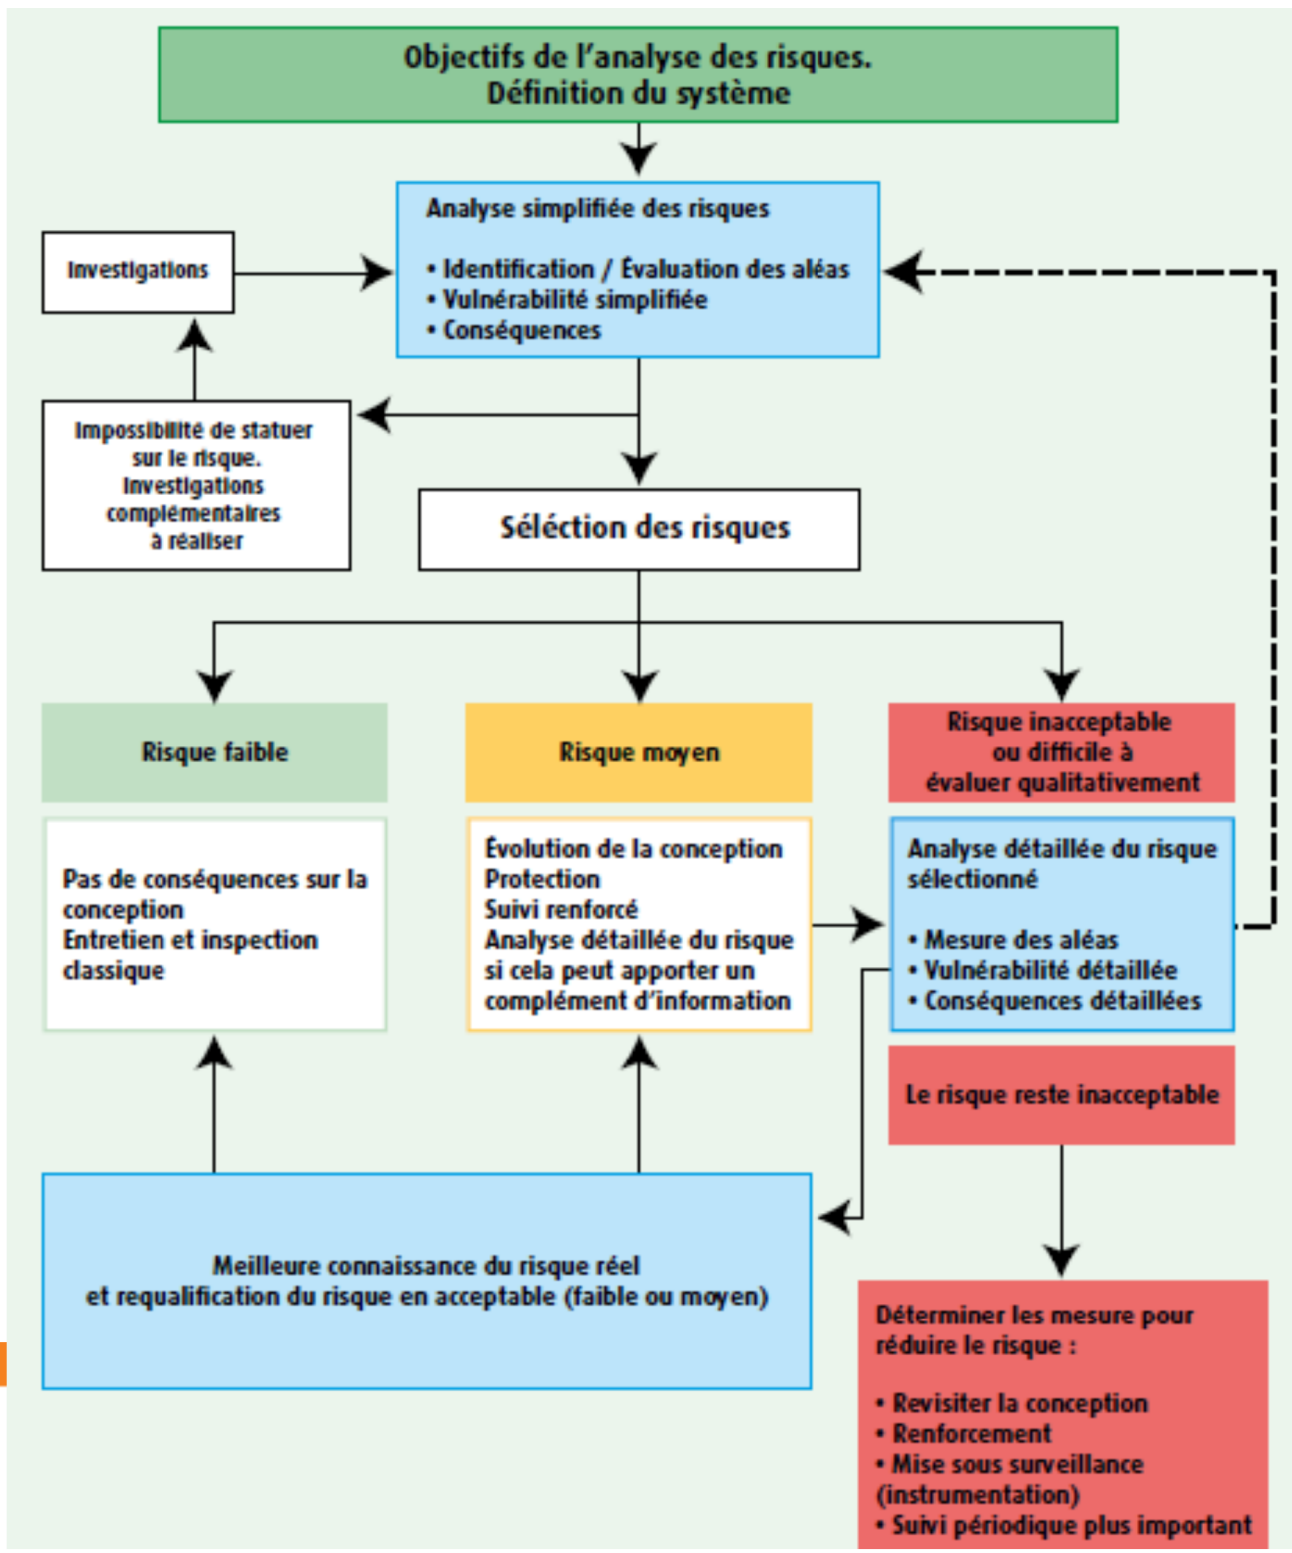 Objectifs de l'analyse des risques.
Définition du système
Analyse simplifiée des risques
• Identification / Évaluation des aléas
• Vulnérabilité simplifiée
• Conséquences
Investigations
Impossibilité de statuer
sur le risque.
Investigations
complémentaires
à réaliser
Séléction des risques
Risque faible
Pas de conséquences sur la
conception
Entretien et inspection
classique
Risque moyen
Évolution de la conception
Protection
Suivi renforcé
Analyse détaillée du risque
si cela peut apporter un
complément d'information
Risque inacceptable
ou difficile à
évaluer qualitativement
Analyse détaillée du risque
sélectionné
• Mesure des aléas
• Vulnérabilité détaillée
• Conséquences détaillées
Le risque reste inacceptable
Meilleure connaissance du risque réel
et requalification du risque en acceptable (faible ou moyen)
Déterminer les mesure pour
réduire le risque :
• Revisiter la conception
• Renforcement
• Mise sous surveillance
(instrumentation)
• Suivi périodique plus important